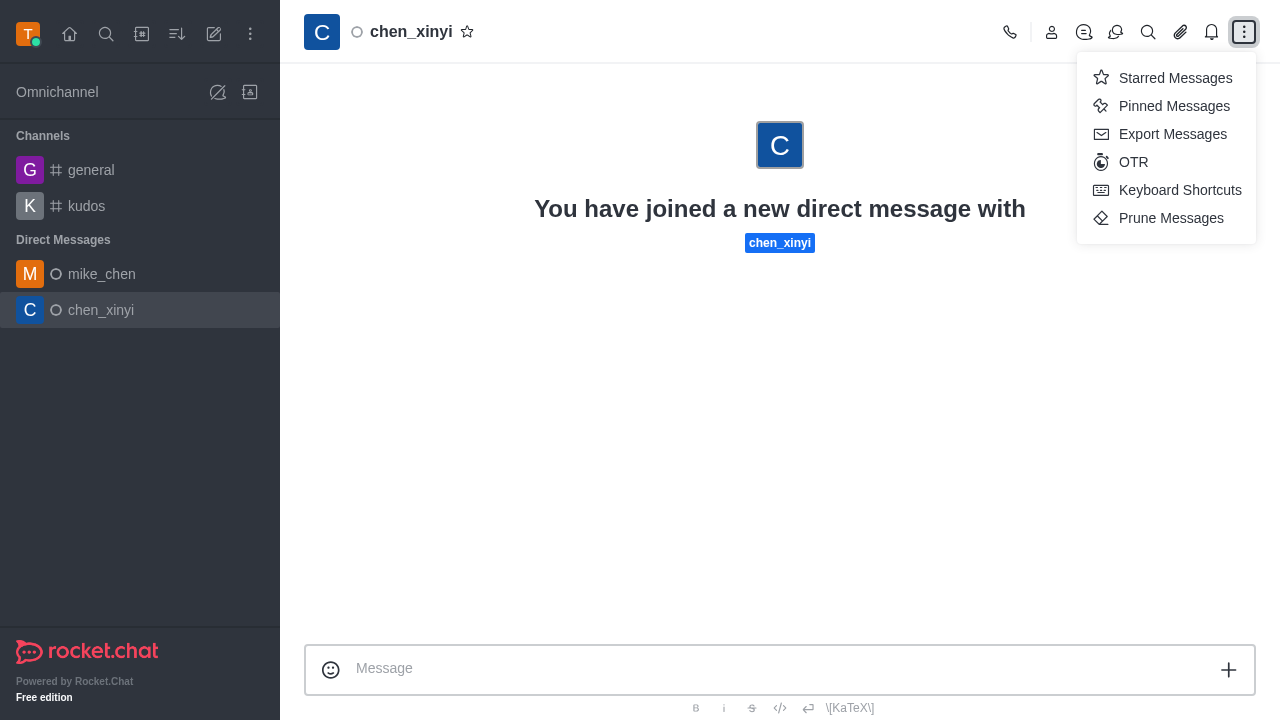 T
Omnichannel
Channels
G general
K kudos
Direct Messages
M mike_chen
C chen_xinyi
rocket.chat
Powered by Rocket.Chat
Free edition
C chen_xinyi
Starred Messages
Pinned Messages
Export Messages
OTR
Keyboard Shortcuts
Prune Messages
C
You have joined a new direct message with
chen_xinyi
Message
B i S </> \[KaTeX\]